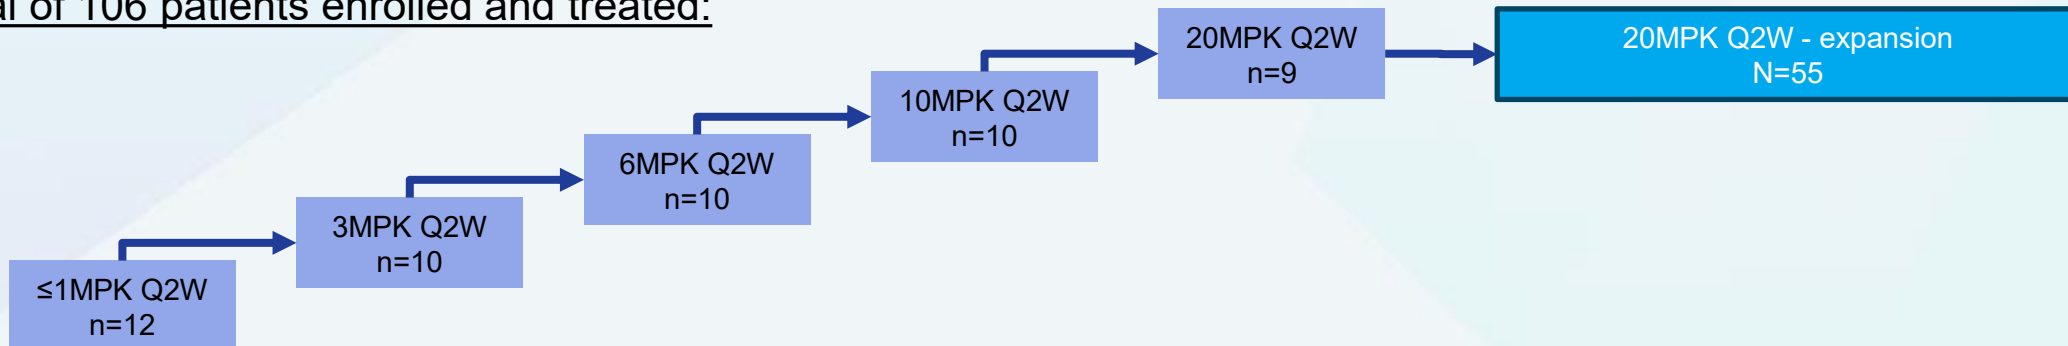 of 106 patients enrolled and treated:
20MPK Q2W
n=9
20MPK Q2W - expansion
N=55
10MPK Q2W
n=10
6MPK Q2W
n=10
3MPK Q2W
n=10
≤1MPK Q2W
n=12